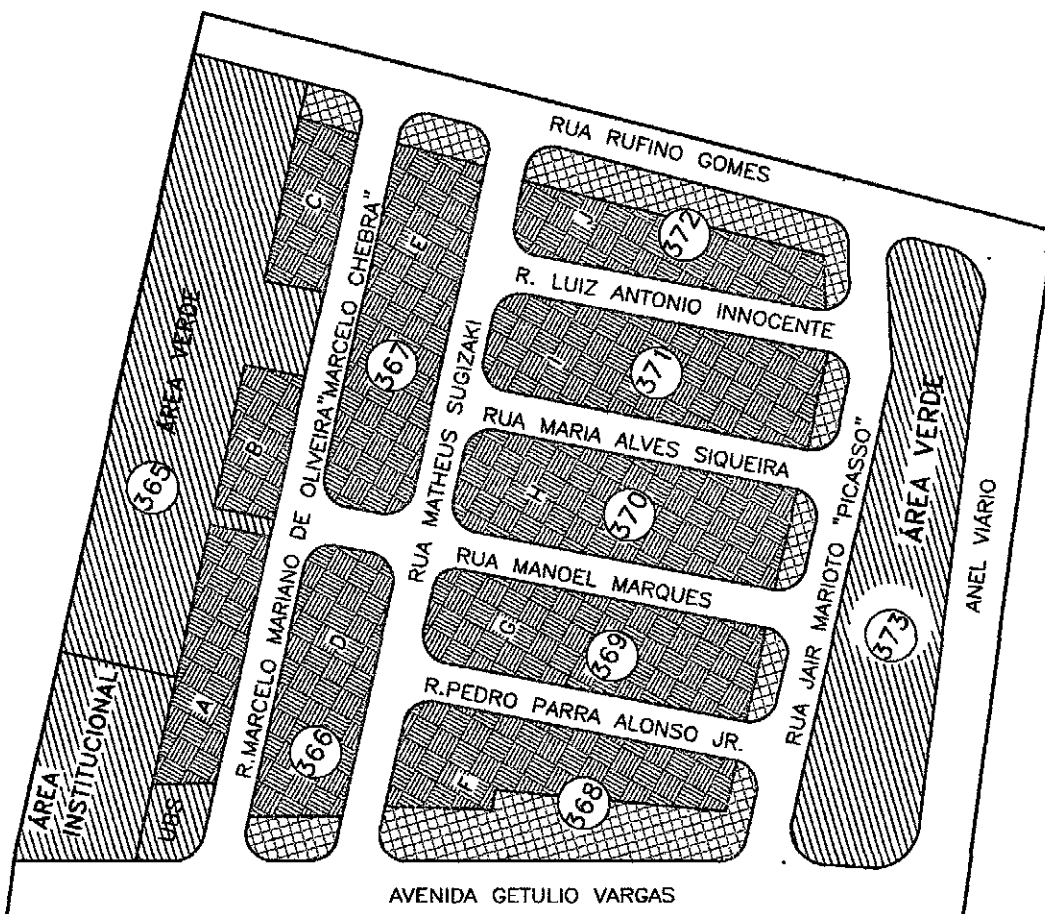 RUA RUFINO GOMES
372
C
R. MARCELO MARIANO DE OLIVEIRA"MARCELO CHEBRA"
E
R. LUIZ ANTONIO INNOCENTE
ÁREA VERDE
365
367
371
RUA MATHEUS SUGIZAKI
B
RUA MARIA ALVES SIQUEIRA
H
370
RUA JAIR MARIOTO "PICASSO"
ÁREA VERDE
373
ANEL VIÁRIO
RUA MANOEL MARQUES
G
369
D
366
A
R.PEDRO PARRA ALONSO JR.
F
368
ÁREA
INSTITUCIONAL
UBS
AVENIDA GETULIO VARGAS